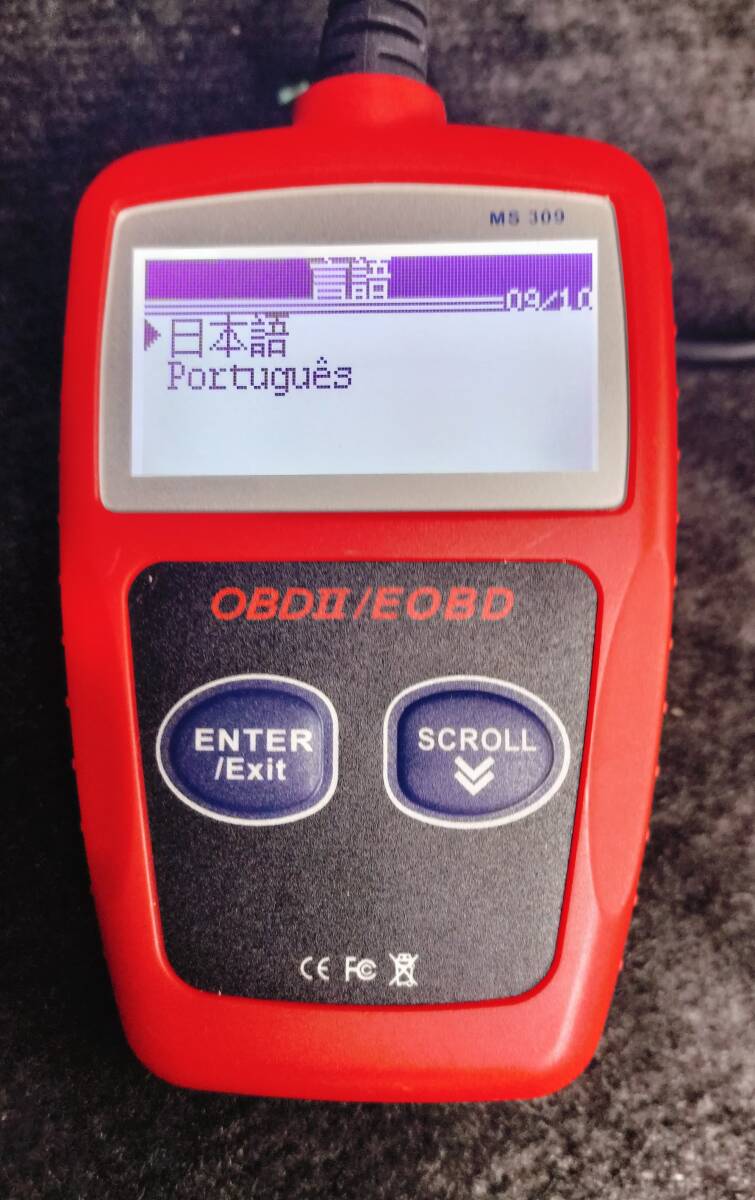 MS 309
言語
09/10
日本語
Português
OBDII/EOBD
ENTER
/Exit
SCROLL
CE FC